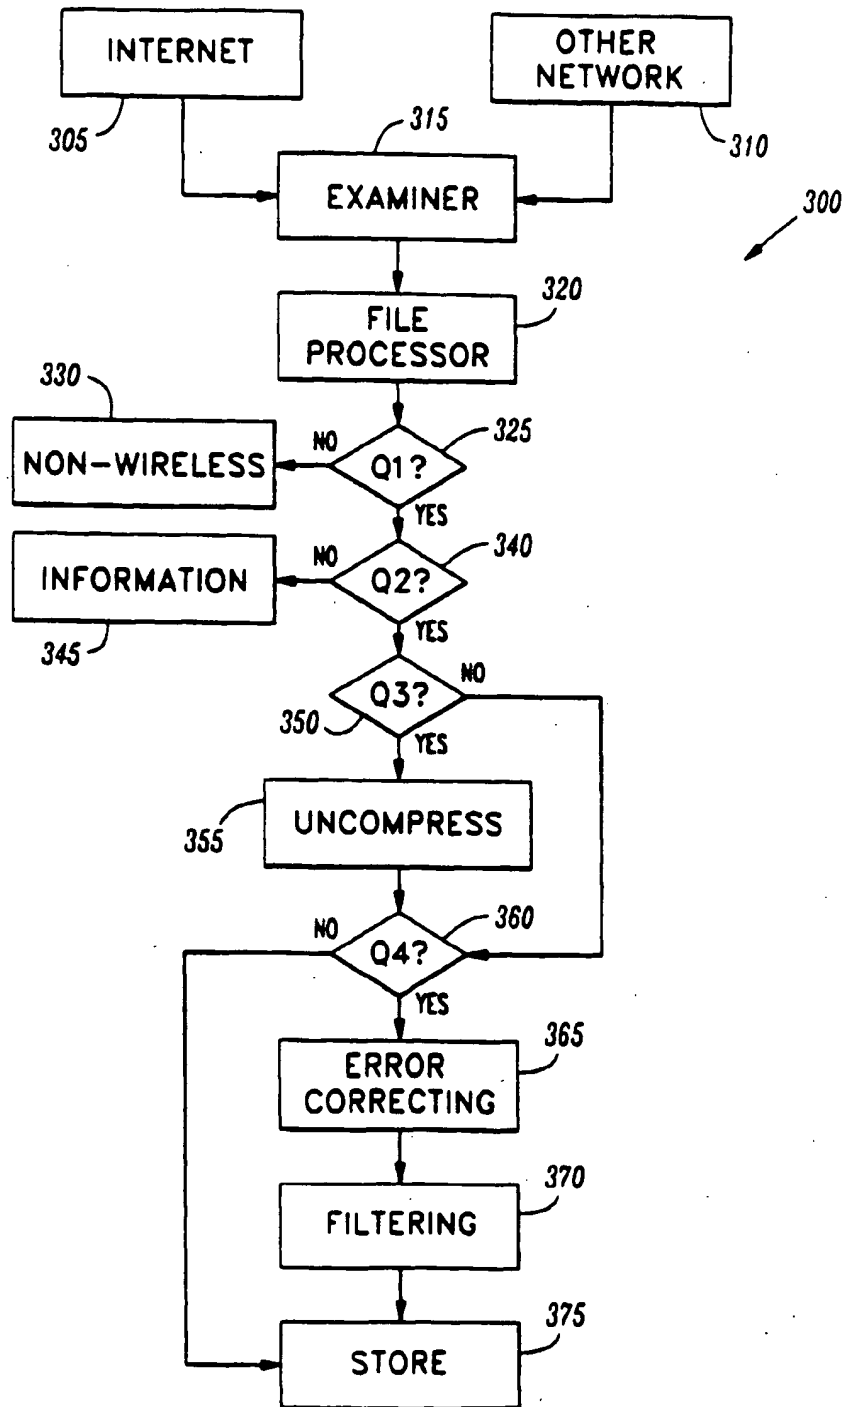 INTERNET
305
OTHER
NETWORK
310
315
EXAMINER
300
320
FILE
PROCESSOR
330
NON-WIRELESS
NO
Q1?
325
YES
INFORMATION
345
NO
Q2?
340
YES
Q3?
350
NO
YES
355
UNCOMPRESS
NO
Q4?
360
YES
365
ERROR
CORRECTING
370
FILTERING
375
STORE